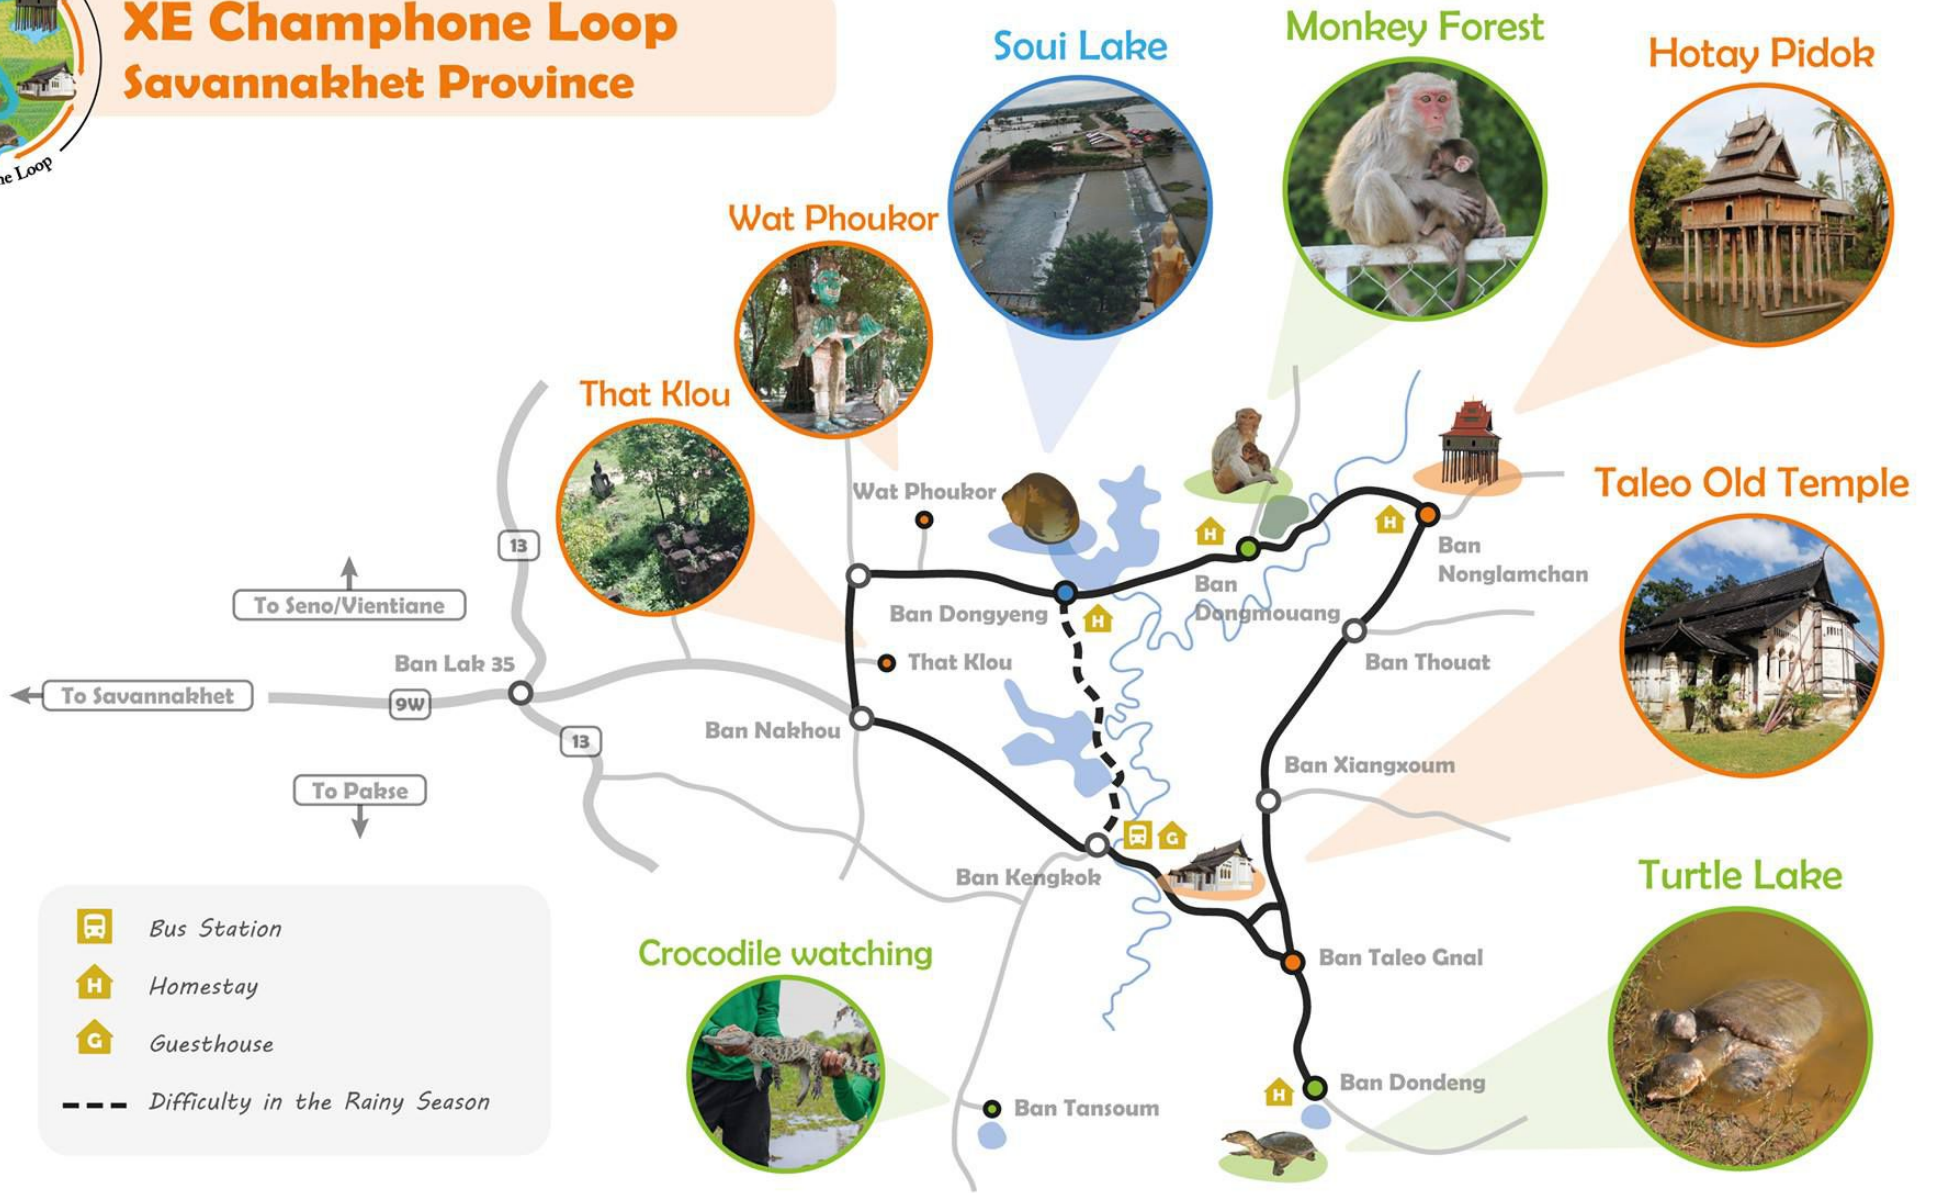 XE Champhone Loop
Savannakhet Province
Loop
Soui Lake
Monkey Forest
Hotay Pidok
Wat Phoukor
That Klou
Wat Phoukor
Taleo Old Temple
13
H
H
Ban
Nonglamchan
To Seno/Vientiane
Ban Dongyeng
H
Ban
Dongmouang
Ban Lak 35
That Klou
Ban Thouat
To Savannakhet
9W
Ban Nakhou
13
To Pakse
Ban Xiangxoum
G
Ban Kengkok
Turtle Lake
Bus Station
H
Homestay
G
Guesthouse
Difficulty in the Rainy Season
Crocodile watching
Ban Taleo Gnal
H
Ban Dondeng
Ban Tansoum